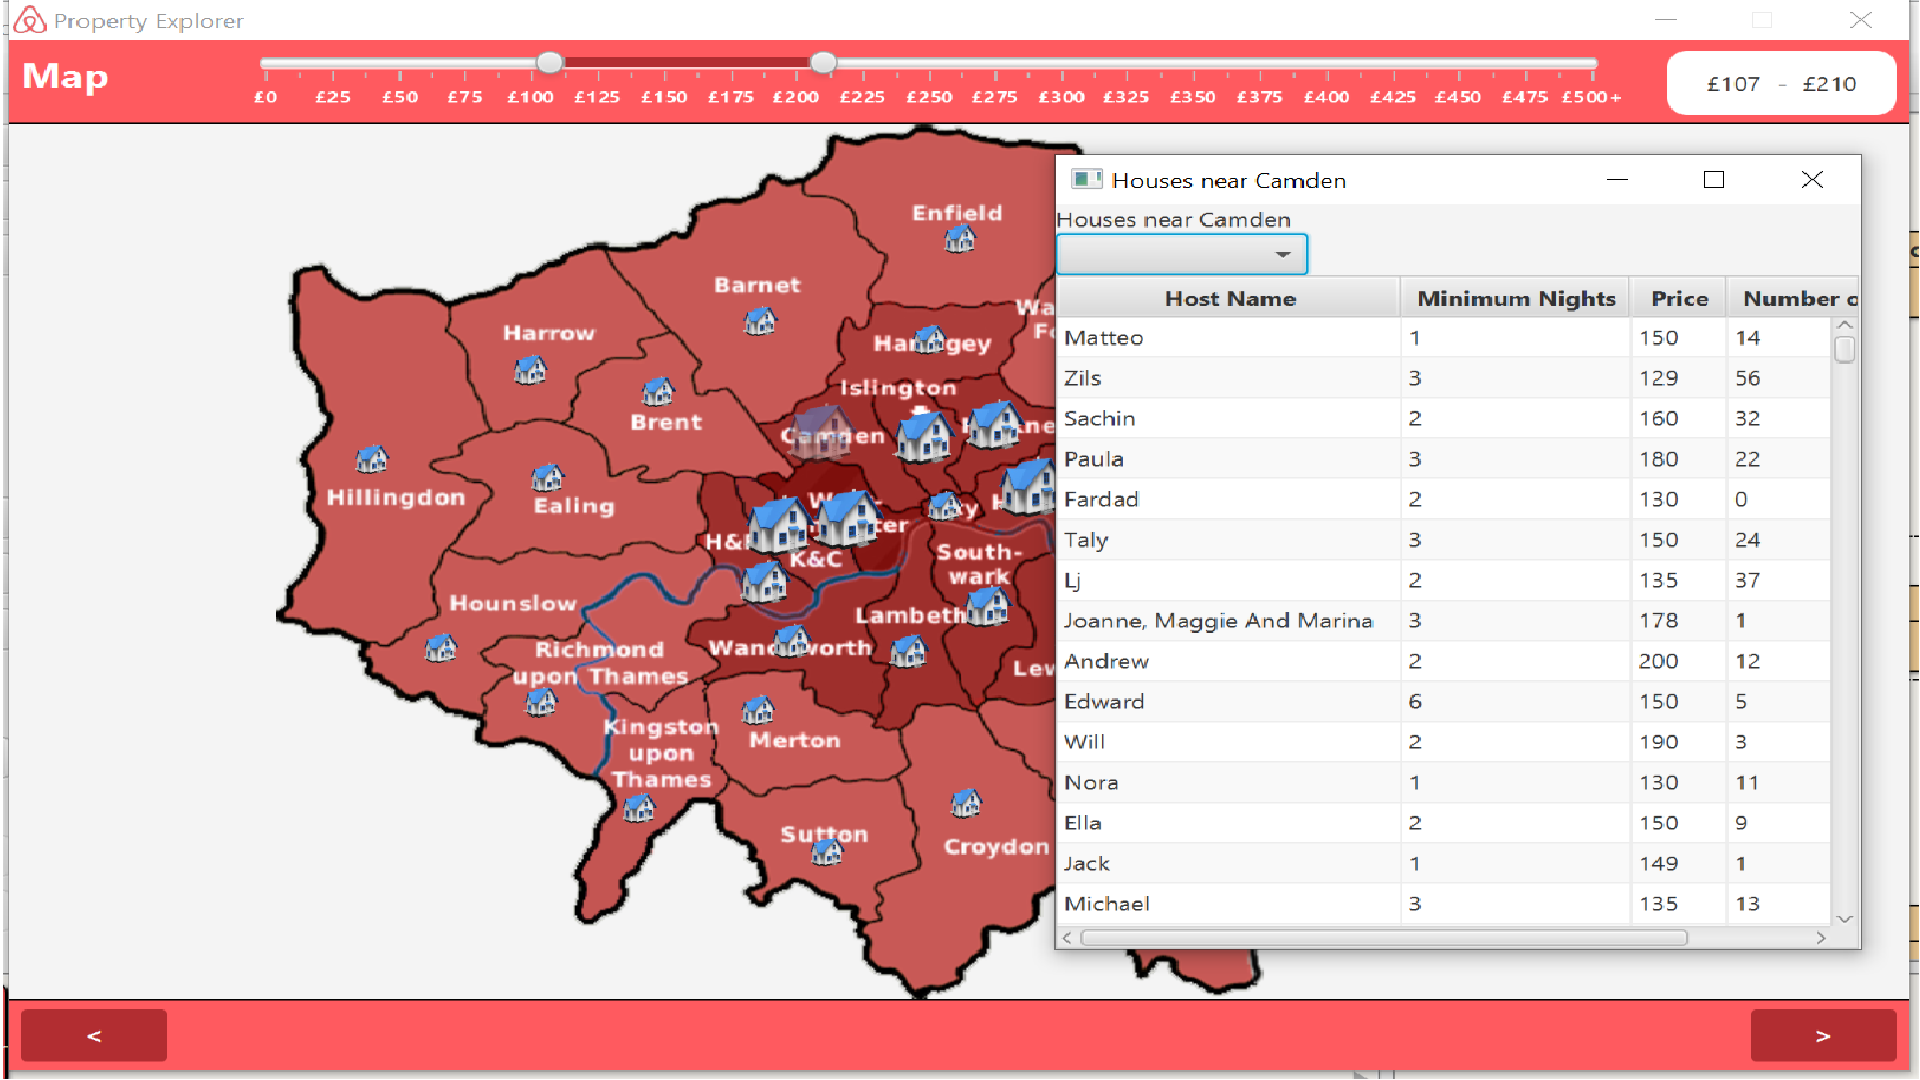 Property Explorer
Map
£0 £25 £50 £75 £100 £125 £150 £175 £200 £225 £250 £275 £300 £325 £350 £375 £400 £425 £450 £475 £500+
£107 - £210
Enfield
Barnet
Harrow
Brent
Islington
Camden
Hillingdon
Ealing
K&C
South-
wark
Hounslow
Lambeth
Richmond
upon Thames
Kingston
upon
Thames
Merton
Sutton
Croydon
Houses near Camden
Houses near Camden
Host Name Minimum Nights Price Number o
Matteo 1 150 14
Zils 3 129 56
Sachin 2 160 32
Paula 3 180 22
Fardad 2 130 0
Taly 3 150 24
Lj 2 135 37
Joanne, Maggie And Marina 3 178 1
Andrew 2 200 12
Edward 6 150 5
Will 2 190 3
Nora 1 130 11
Ella 2 150 9
Jack 1 149 1
Michael 3 135 13
< >